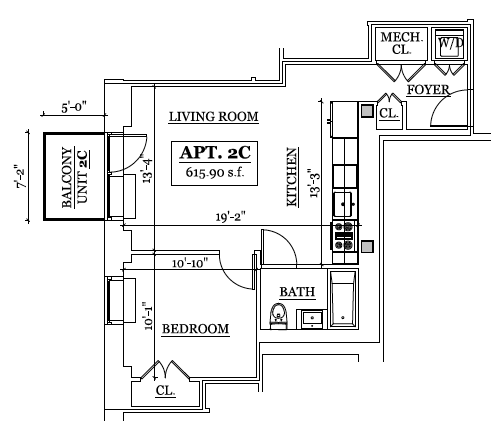 MECH.
CL.
W/D
FOYER
CL.
5'-0"
LIVING ROOM
APT. 2C
615.90 s.f.
KITCHEN
13'-3"
13'-4"
7'-2"
BALCONY
UNIT 2C
19'-2"
10'-10"
BATH
10'-1"
BEDROOM
CL.